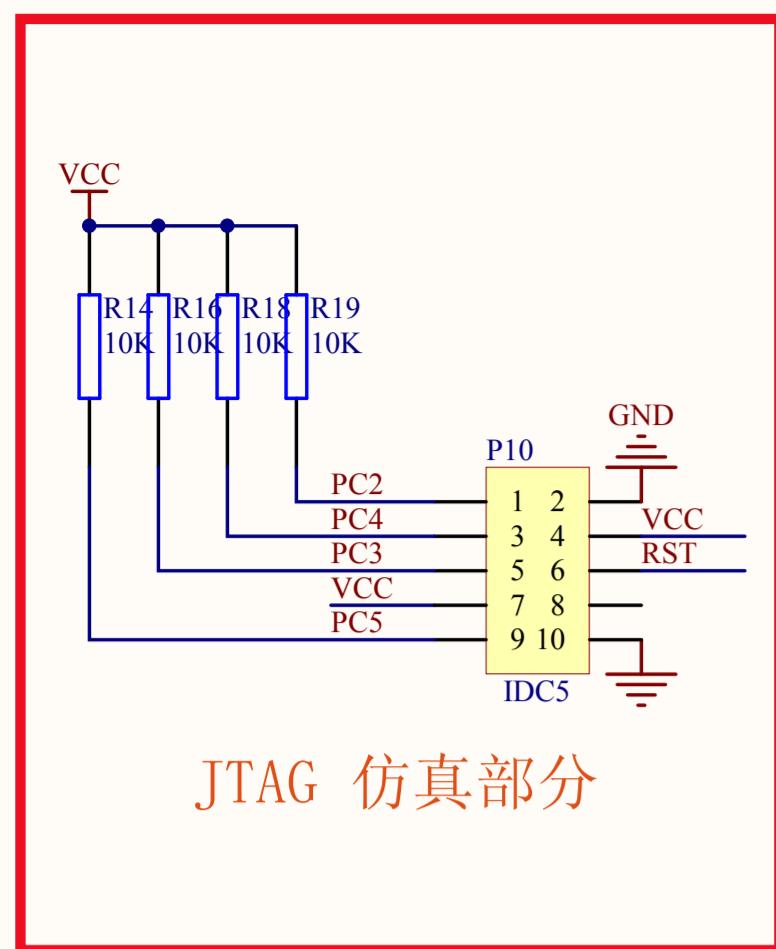 VCC
R14 R16 R18 R19
10K 10K 10K 10K
GND
P10
PC2 1 2
PC4 3 4 VCC
PC3 5 6 RST
VCC 7 8
PC5 9 10
IDC5
JTAG 仿真部分